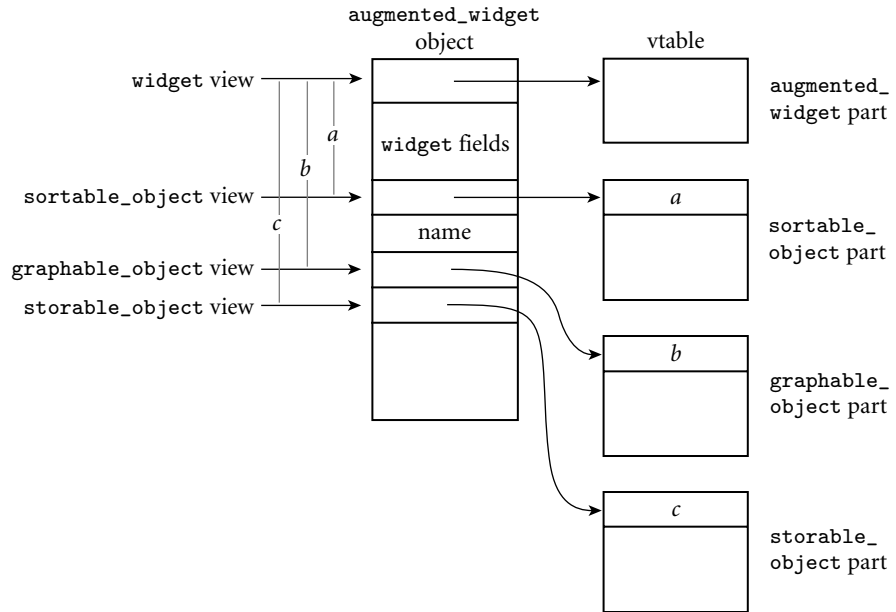 augmented_widget
object
vtable
widget view
augmented_
widget part
a
widget fields
b
sortable_object view
a
c
name
sortable_
object part
graphable_object view
storable_object view
b
graphable_
object part
c
storable_
object part